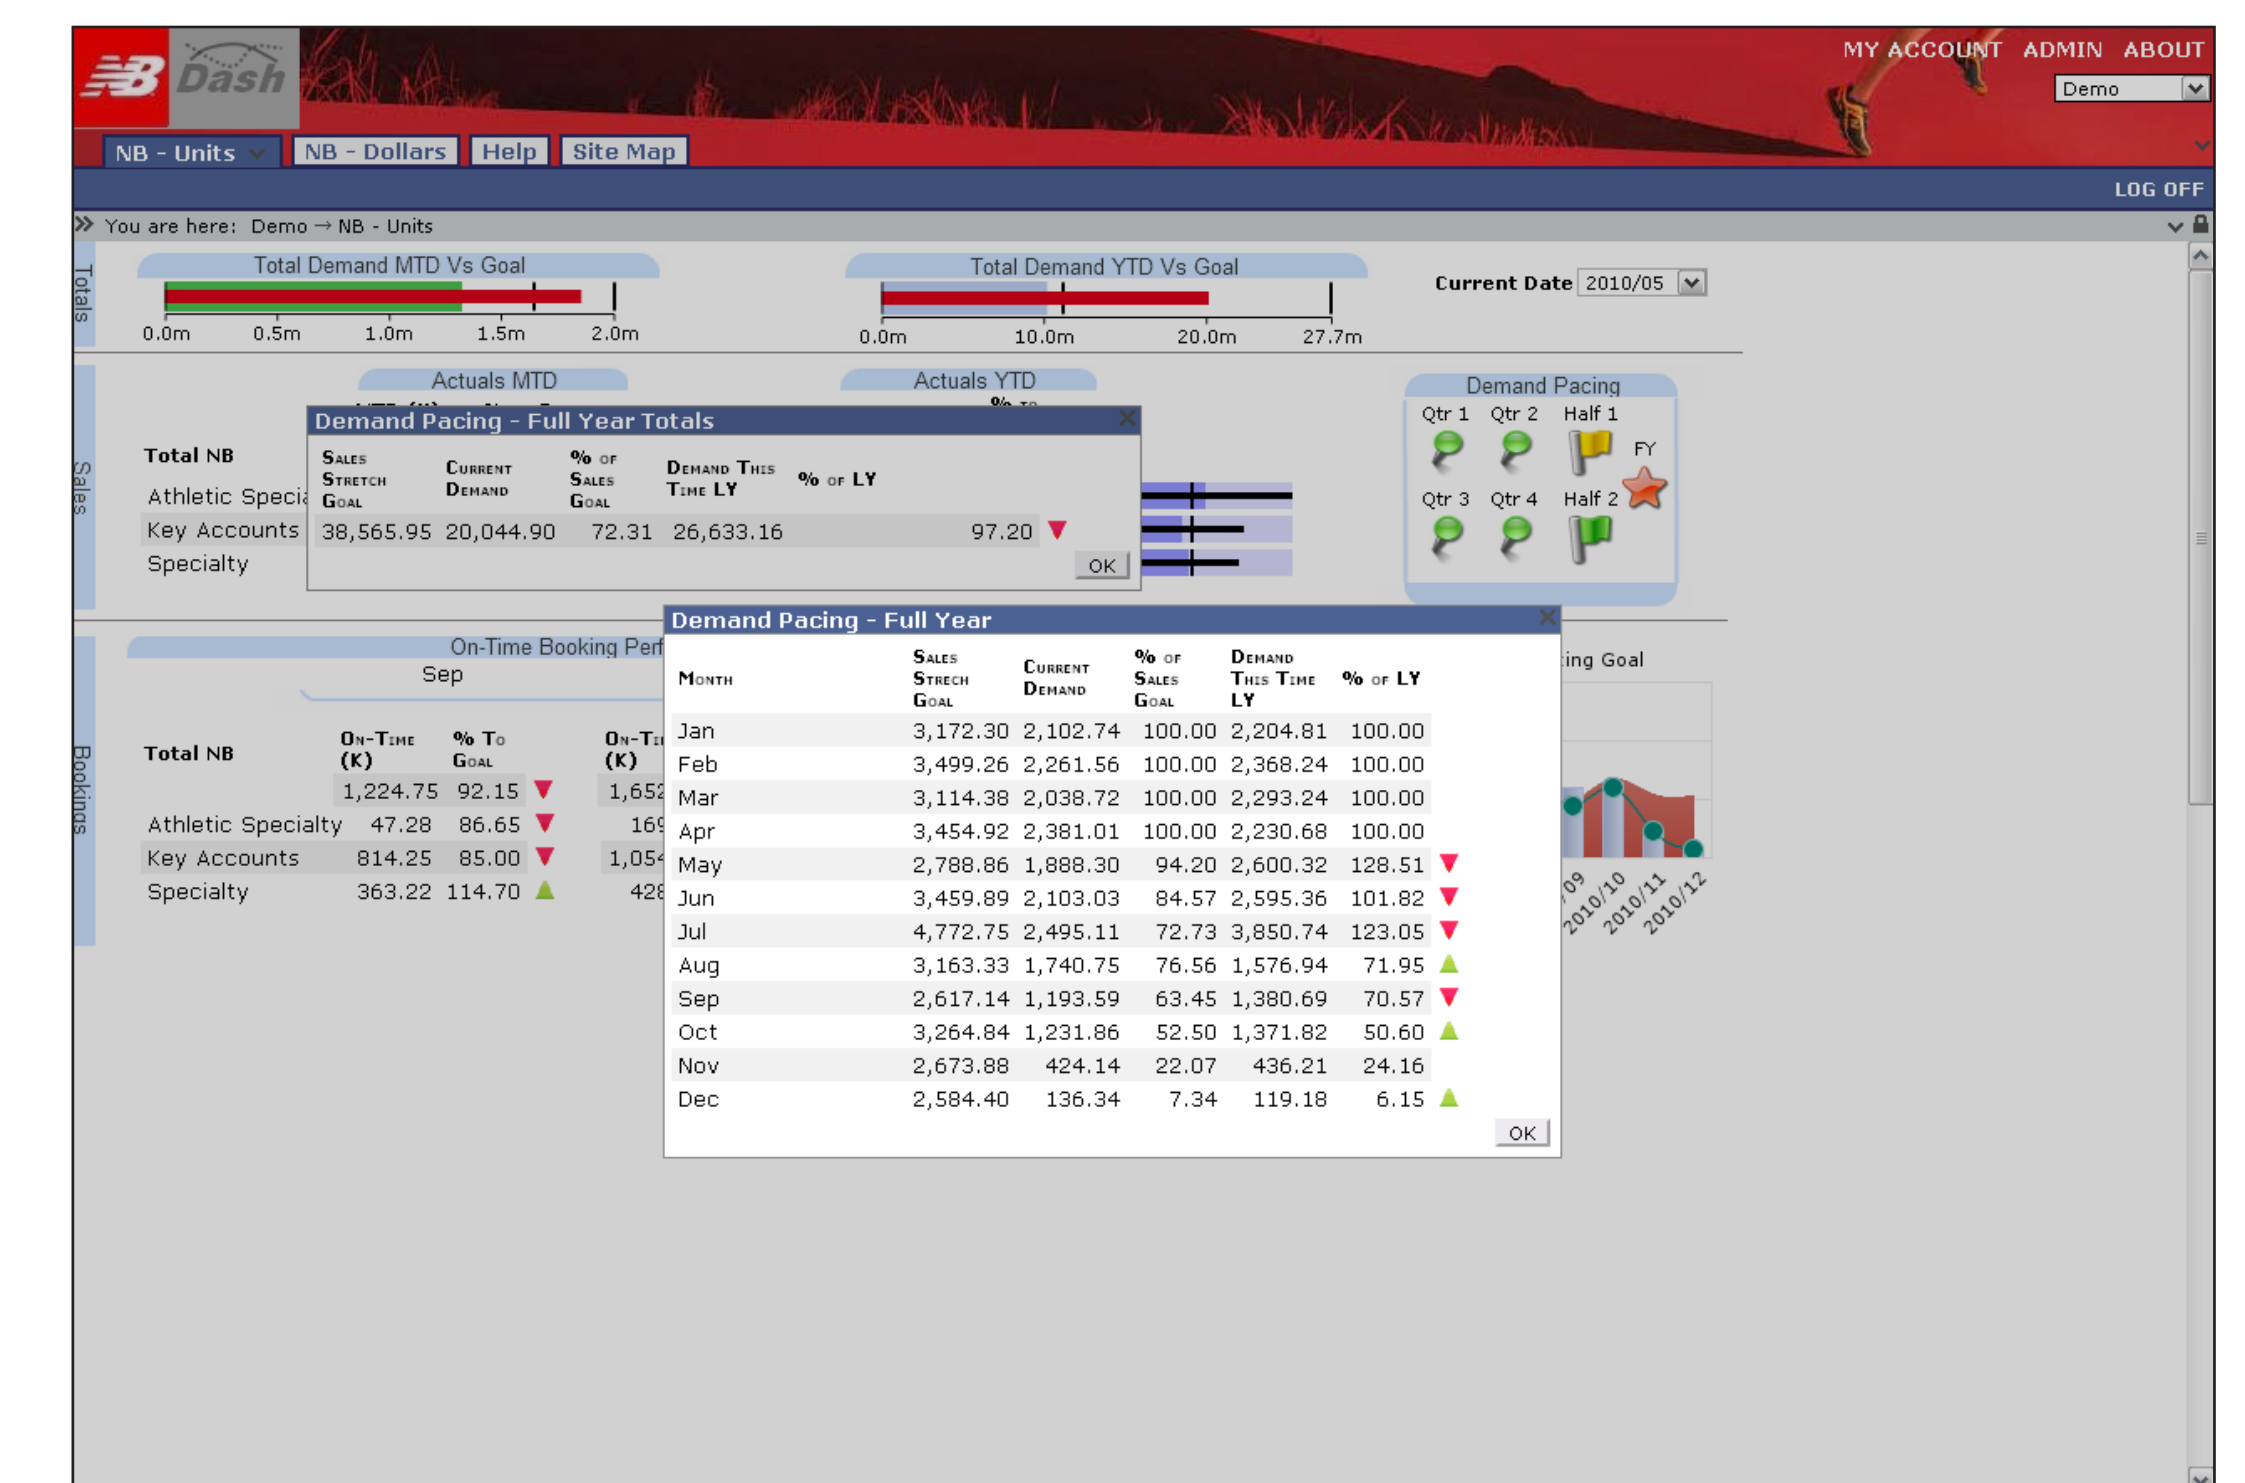 NB Dash
MY ACCOUNT ADMIN ABOUT
Demo
NB - Units NB - Dollars Help Site Map
LOG OFF
You are here: Demo → NB - Units
Totals
Total Demand MTD Vs Goal
0.0m 0.5m 1.0m 1.5m 2.0m
Total Demand YTD Vs Goal
0.0m 10.0m 20.0m 27.7m
Current Date 2010/05
Sales
Actuals MTD
Actuals YTD
Total NB
Athletic Specia
Key Accounts
Specialty
Demand Pacing
Qtr 1 Qtr 2 Half 1
FY
Qtr 3 Qtr 4 Half 2
Demand Pacing - Full Year Totals
SALES STRETCH GOAL CURRENT DEMAND % OF SALES GOAL DEMAND THIS TIME LY % OF LY
38,565.95 20,044.90 72.31 26,633.16 97.20
OK
Bookings
On-Time Booking Perf
Sep
Total NB ON-TIME (K) % TO GOAL (K)
1,224.75 92.15 1,652
Athletic Specialty 47.28 86.65 169
Key Accounts 814.25 85.00 1,054
Specialty 363.22 114.70 428
Demand Pacing - Full Year
MONTH SALES STRECH GOAL CURRENT DEMAND % OF SALES GOAL DEMAND THIS TIME LY % OF LY
Jan 3,172.30 2,102.74 100.00 2,204.81 100.00
Feb 3,499.26 2,261.56 100.00 2,368.24 100.00
Mar 3,114.38 2,038.72 100.00 2,293.24 100.00
Apr 3,454.92 2,381.01 100.00 2,230.68 100.00
May 2,788.86 1,888.30 94.20 2,600.32 128.51
Jun 3,459.89 2,103.03 84.57 2,595.36 101.82
Jul 4,772.75 2,495.11 72.73 3,850.74 123.05
Aug 3,163.33 1,740.75 76.56 1,576.94 71.95
Sep 2,617.14 1,193.59 63.45 1,380.69 70.57
Oct 3,264.84 1,231.86 52.50 1,371.82 50.60
Nov 2,673.88 424.14 22.07 436.21 24.16
Dec 2,584.40 136.34 7.34 119.18 6.15
OK
ing Goal
/09 2010/10 2010/11 2010/12